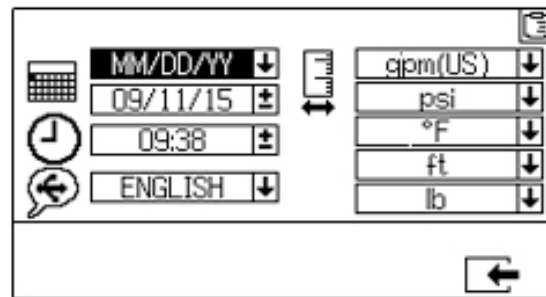 MM/DD/YY
09/11/15
09:38
ENGLISH
gpm(US)
psi
°F
ft
lb